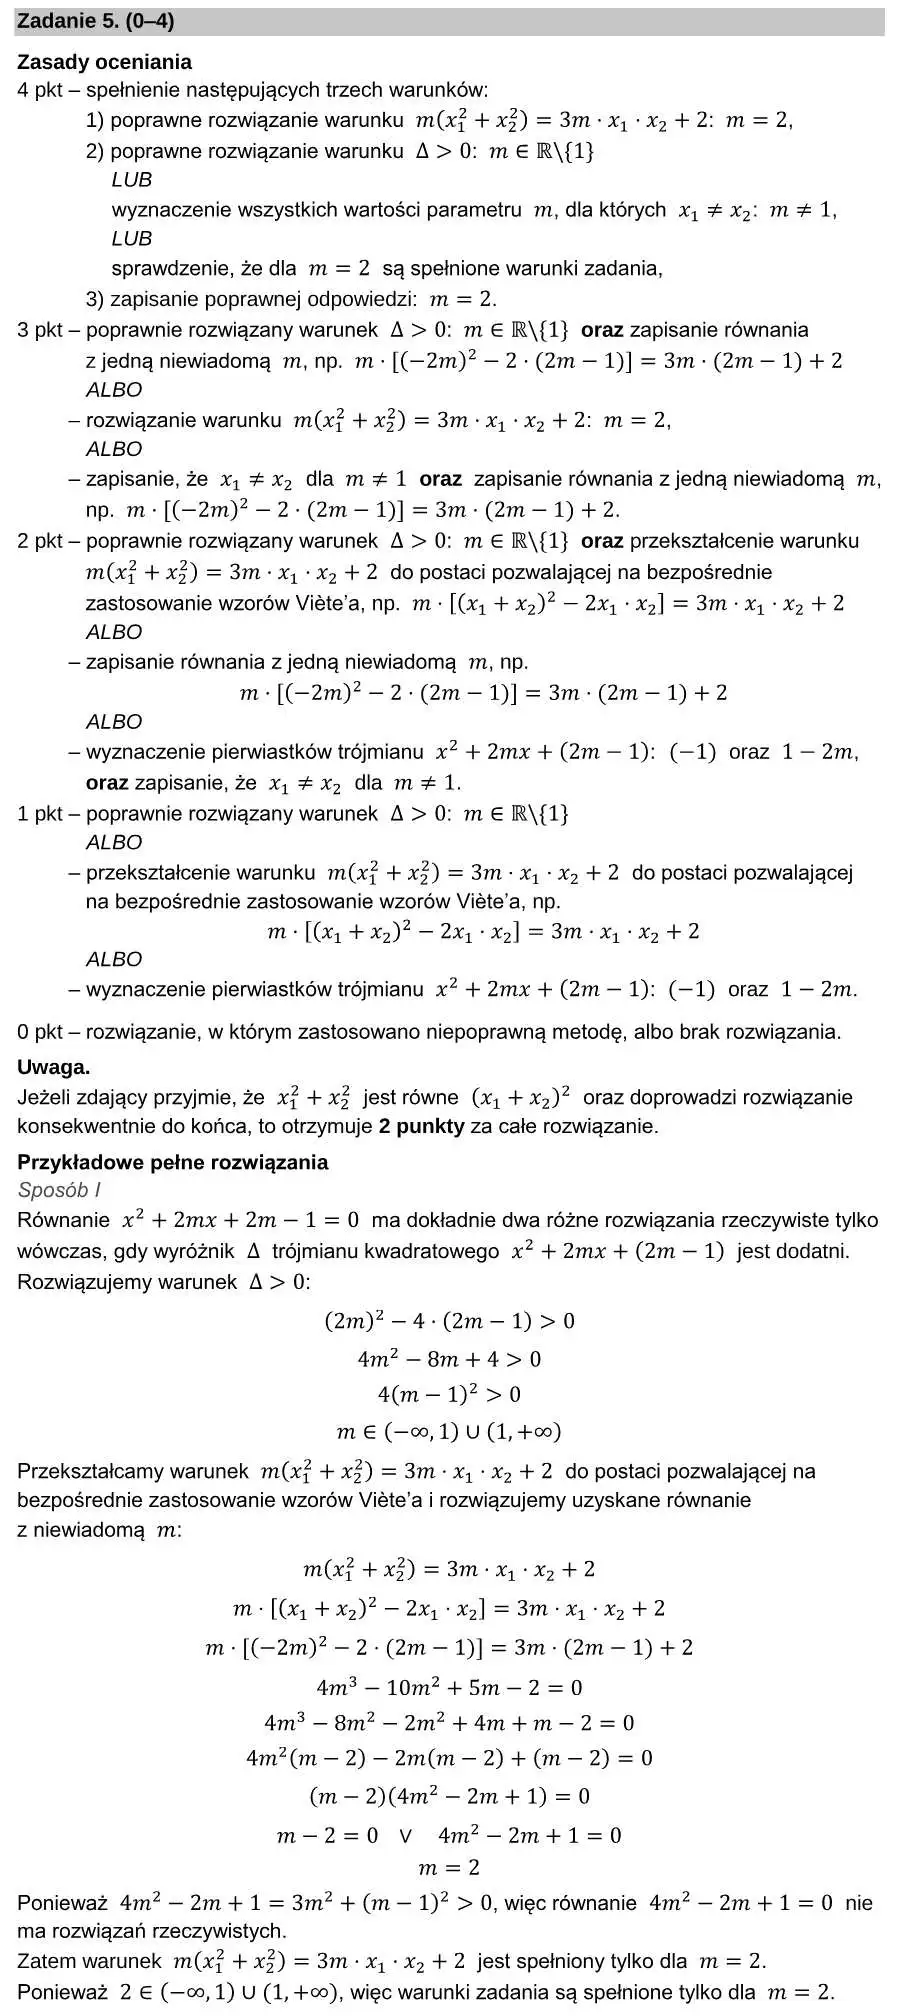 Zadanie 5. (0–4)
Zasady oceniania
4 pkt – spełnienie następujących trzech warunków:
1) poprawne rozwiązanie warunku m(x₁² + x₂²) = 3m · x₁ · x₂ + 2: m = 2,
2) poprawne rozwiązanie warunku Δ > 0: m ∈ ℝ\{1}
LUB
wyznaczenie wszystkich wartości parametru m, dla których x₁ ≠ x₂: m ≠ 1,
LUB
sprawdzenie, że dla m = 2 są spełnione warunki zadania,
3) zapisanie poprawnej odpowiedzi: m = 2.
3 pkt – poprawnie rozwiązany warunek Δ > 0: m ∈ ℝ\{1} oraz zapisanie równania
z jedną niewiadomą m, np. m · [(−2m)² − 2 · (2m − 1)] = 3m · (2m − 1) + 2
ALBO
– rozwiązanie warunku m(x₁² + x₂²) = 3m · x₁ · x₂ + 2: m = 2,
ALBO
– zapisanie, że x₁ ≠ x₂ dla m ≠ 1 oraz zapisanie równania z jedną niewiadomą m,
np. m · [(−2m)² − 2 · (2m − 1)] = 3m · (2m − 1) + 2.
2 pkt – poprawnie rozwiązany warunek Δ > 0: m ∈ ℝ\{1} oraz przekształcenie warunku
m(x₁² + x₂²) = 3m · x₁ · x₂ + 2 do postaci pozwalającej na bezpośrednie
zastosowanie wzorów Viète’a, np. m · [(x₁ + x₂)² − 2x₁ · x₂] = 3m · x₁ · x₂ + 2
ALBO
– zapisanie równania z jedną niewiadomą m, np.
m · [(−2m)² − 2 · (2m − 1)] = 3m · (2m − 1) + 2
ALBO
– wyznaczenie pierwiastków trójmianu x² + 2mx + (2m − 1): (−1) oraz 1 − 2m,
oraz zapisanie, że x₁ ≠ x₂ dla m ≠ 1.
1 pkt – poprawnie rozwiązany warunek Δ > 0: m ∈ ℝ\{1}
ALBO
– przekształcenie warunku m(x₁² + x₂²) = 3m · x₁ · x₂ + 2 do postaci pozwalającej
na bezpośrednie zastosowanie wzorów Viète’a, np.
m · [(x₁ + x₂)² − 2x₁ · x₂] = 3m · x₁ · x₂ + 2
ALBO
– wyznaczenie pierwiastków trójmianu x² + 2mx + (2m − 1): (−1) oraz 1 − 2m.
0 pkt – rozwiązanie, w którym zastosowano niepoprawną metodę, albo brak rozwiązania.
Uwaga.
Jeżeli zdający przyjmie, że x₁² + x₂² jest równe (x₁ + x₂)² oraz doprowadzi rozwiązanie
konsekwentnie do końca, to otrzymuje 2 punkty za całe rozwiązanie.
Przykładowe pełne rozwiązania
Sposób I
Równanie x² + 2mx + 2m − 1 = 0 ma dokładnie dwa różne rozwiązania rzeczywiste tylko
wówczas, gdy wyróżnik Δ trójmianu kwadratowego x² + 2mx + (2m − 1) jest dodatni.
Rozwiązujemy warunek Δ > 0:
(2m)² − 4 · (2m − 1) > 0
4m² − 8m + 4 > 0
4(m − 1)² > 0
m ∈ (−∞, 1) ∪ (1, +∞)
Przekształcamy warunek m(x₁² + x₂²) = 3m · x₁ · x₂ + 2 do postaci pozwalającej na
bezpośrednie zastosowanie wzorów Viète’a i rozwiązujemy uzyskane równanie
z niewiadomą m:
m(x₁² + x₂²) = 3m · x₁ · x₂ + 2
m · [(x₁ + x₂)² − 2x₁ · x₂] = 3m · x₁ · x₂ + 2
m · [(−2m)² − 2 · (2m − 1)] = 3m · (2m − 1) + 2
4m³ − 10m² + 5m − 2 = 0
4m³ − 8m² − 2m² + 4m + m − 2 = 0
4m²(m − 2) − 2m(m − 2) + (m − 2) = 0
(m − 2)(4m² − 2m + 1) = 0
m − 2 = 0 ∨ 4m² − 2m + 1 = 0
m = 2
Ponieważ 4m² − 2m + 1 = 3m² + (m − 1)² > 0, więc równanie 4m² − 2m + 1 = 0 nie
ma rozwiązań rzeczywistych.
Zatem warunek m(x₁² + x₂²) = 3m · x₁ · x₂ + 2 jest spełniony tylko dla m = 2.
Ponieważ 2 ∈ (−∞, 1) ∪ (1, +∞), więc warunki zadania są spełnione tylko dla m = 2.